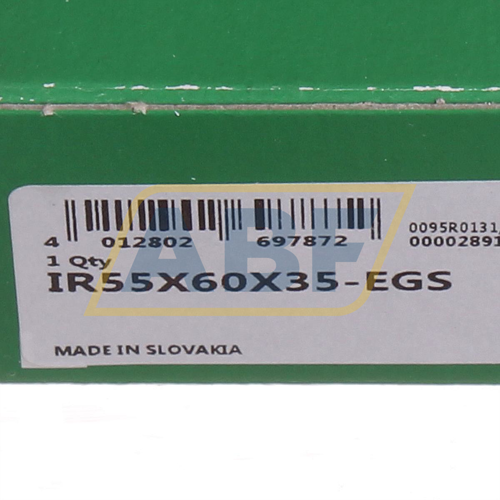 4 012802 697872
0095R0131
00002891
1 Qty
IR55X60X35-EGS
MADE IN SLOVAKIA
ABF